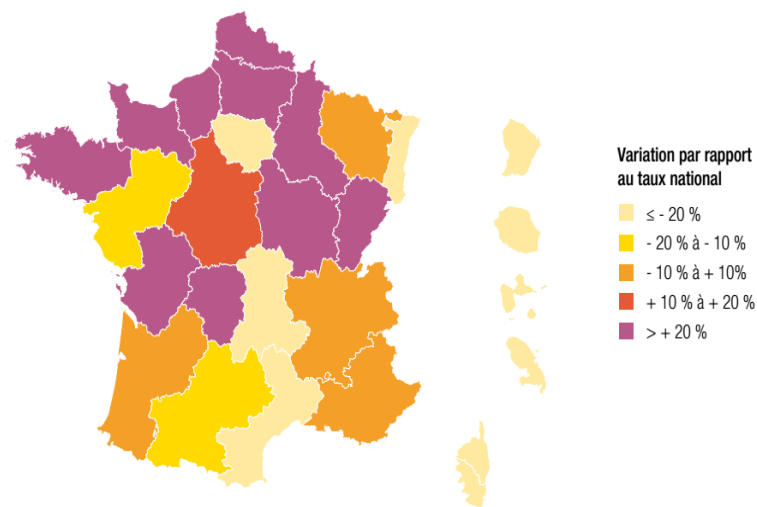 Variation par rapport
au taux national
≤ - 20 %
- 20 % à - 10 %
- 10 % à + 10%
+ 10 % à + 20 %
> + 20 %